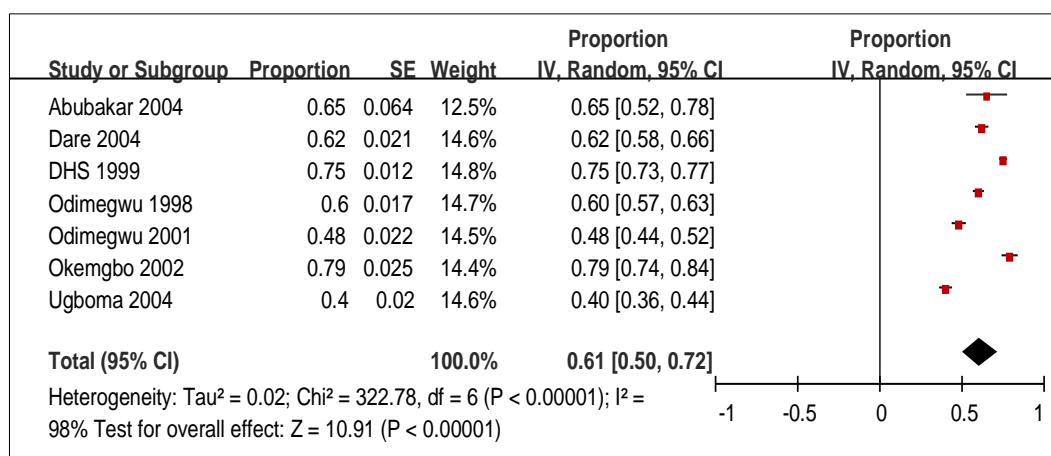 Proportion Proportion
Study or Subgroup Proportion SE Weight IV, Random, 95% CI IV, Random, 95% CI
Abubakar 2004 0.65 0.064 12.5% 0.65 [0.52, 0.78]
Dare 2004 0.62 0.021 14.6% 0.62 [0.58, 0.66]
DHS 1999 0.75 0.012 14.8% 0.75 [0.73, 0.77]
Odimegwu 1998 0.6 0.017 14.7% 0.60 [0.57, 0.63]
Odimegwu 2001 0.48 0.022 14.5% 0.48 [0.44, 0.52]
Okemgbo 2002 0.79 0.025 14.4% 0.79 [0.74, 0.84]
Ugboma 2004 0.4 0.02 14.6% 0.40 [0.36, 0.44]
Total (95% CI) 100.0% 0.61 [0.50, 0.72]
Heterogeneity: Tau² = 0.02; Chi² = 322.78, df = 6 (P < 0.00001); I² =
98% Test for overall effect: Z = 10.91 (P < 0.00001)
-1 -0.5 0 0.5 1